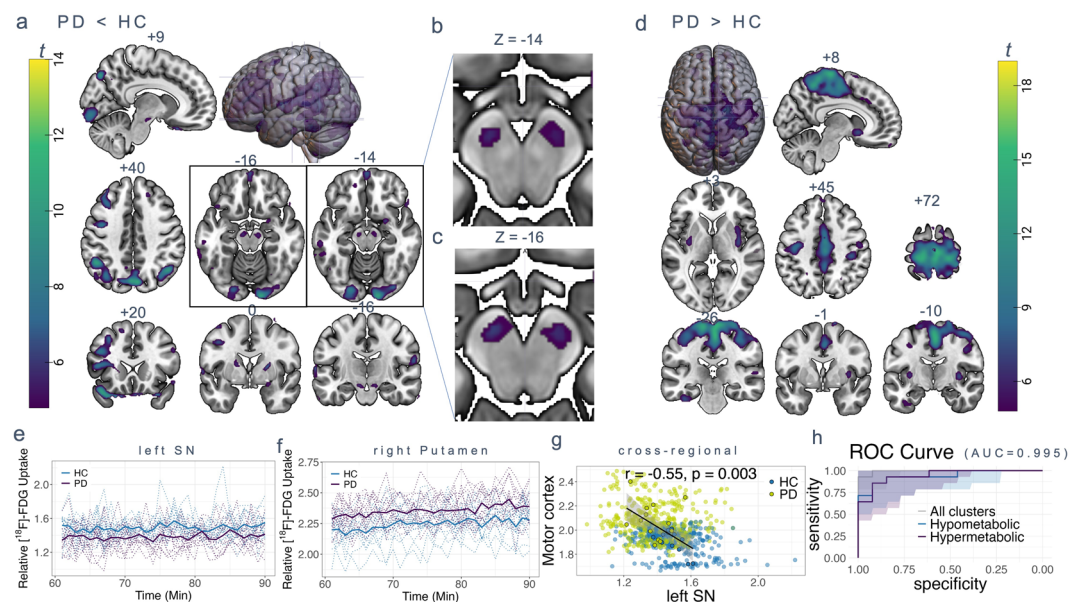 a PD < HC
t
14
12
10
8
6
+9
-16
-14
+40
+20
0
-16
b
Z = -14
c
Z = -16
d PD > HC
+8
+3
+45
+72
-26
-1
-10
t
18
15
12
9
6
e left SN
Relative [¹⁸F]-FDG Uptake
HC
PD
2.0
1.6
1.2
60 70 80 90
Time (Min)
f right Putamen
Relative [¹⁸F]-FDG Uptake
HC
PD
2.75
2.50
2.25
2.00
60 70 80 90
Time (Min)
g cross-regional
r = -0.55, p = 0.003
HC
PD
Motor cortex
2.4
2.2
2.0
1.8
1.2 1.6 2.0
left SN
h ROC Curve (AUC=0.995)
sensitivity
1.00
0.75
0.50
0.25
0.00
All clusters
Hypometabolic
Hypermetabolic
1.00 0.75 0.50 0.25 0.00
specificity